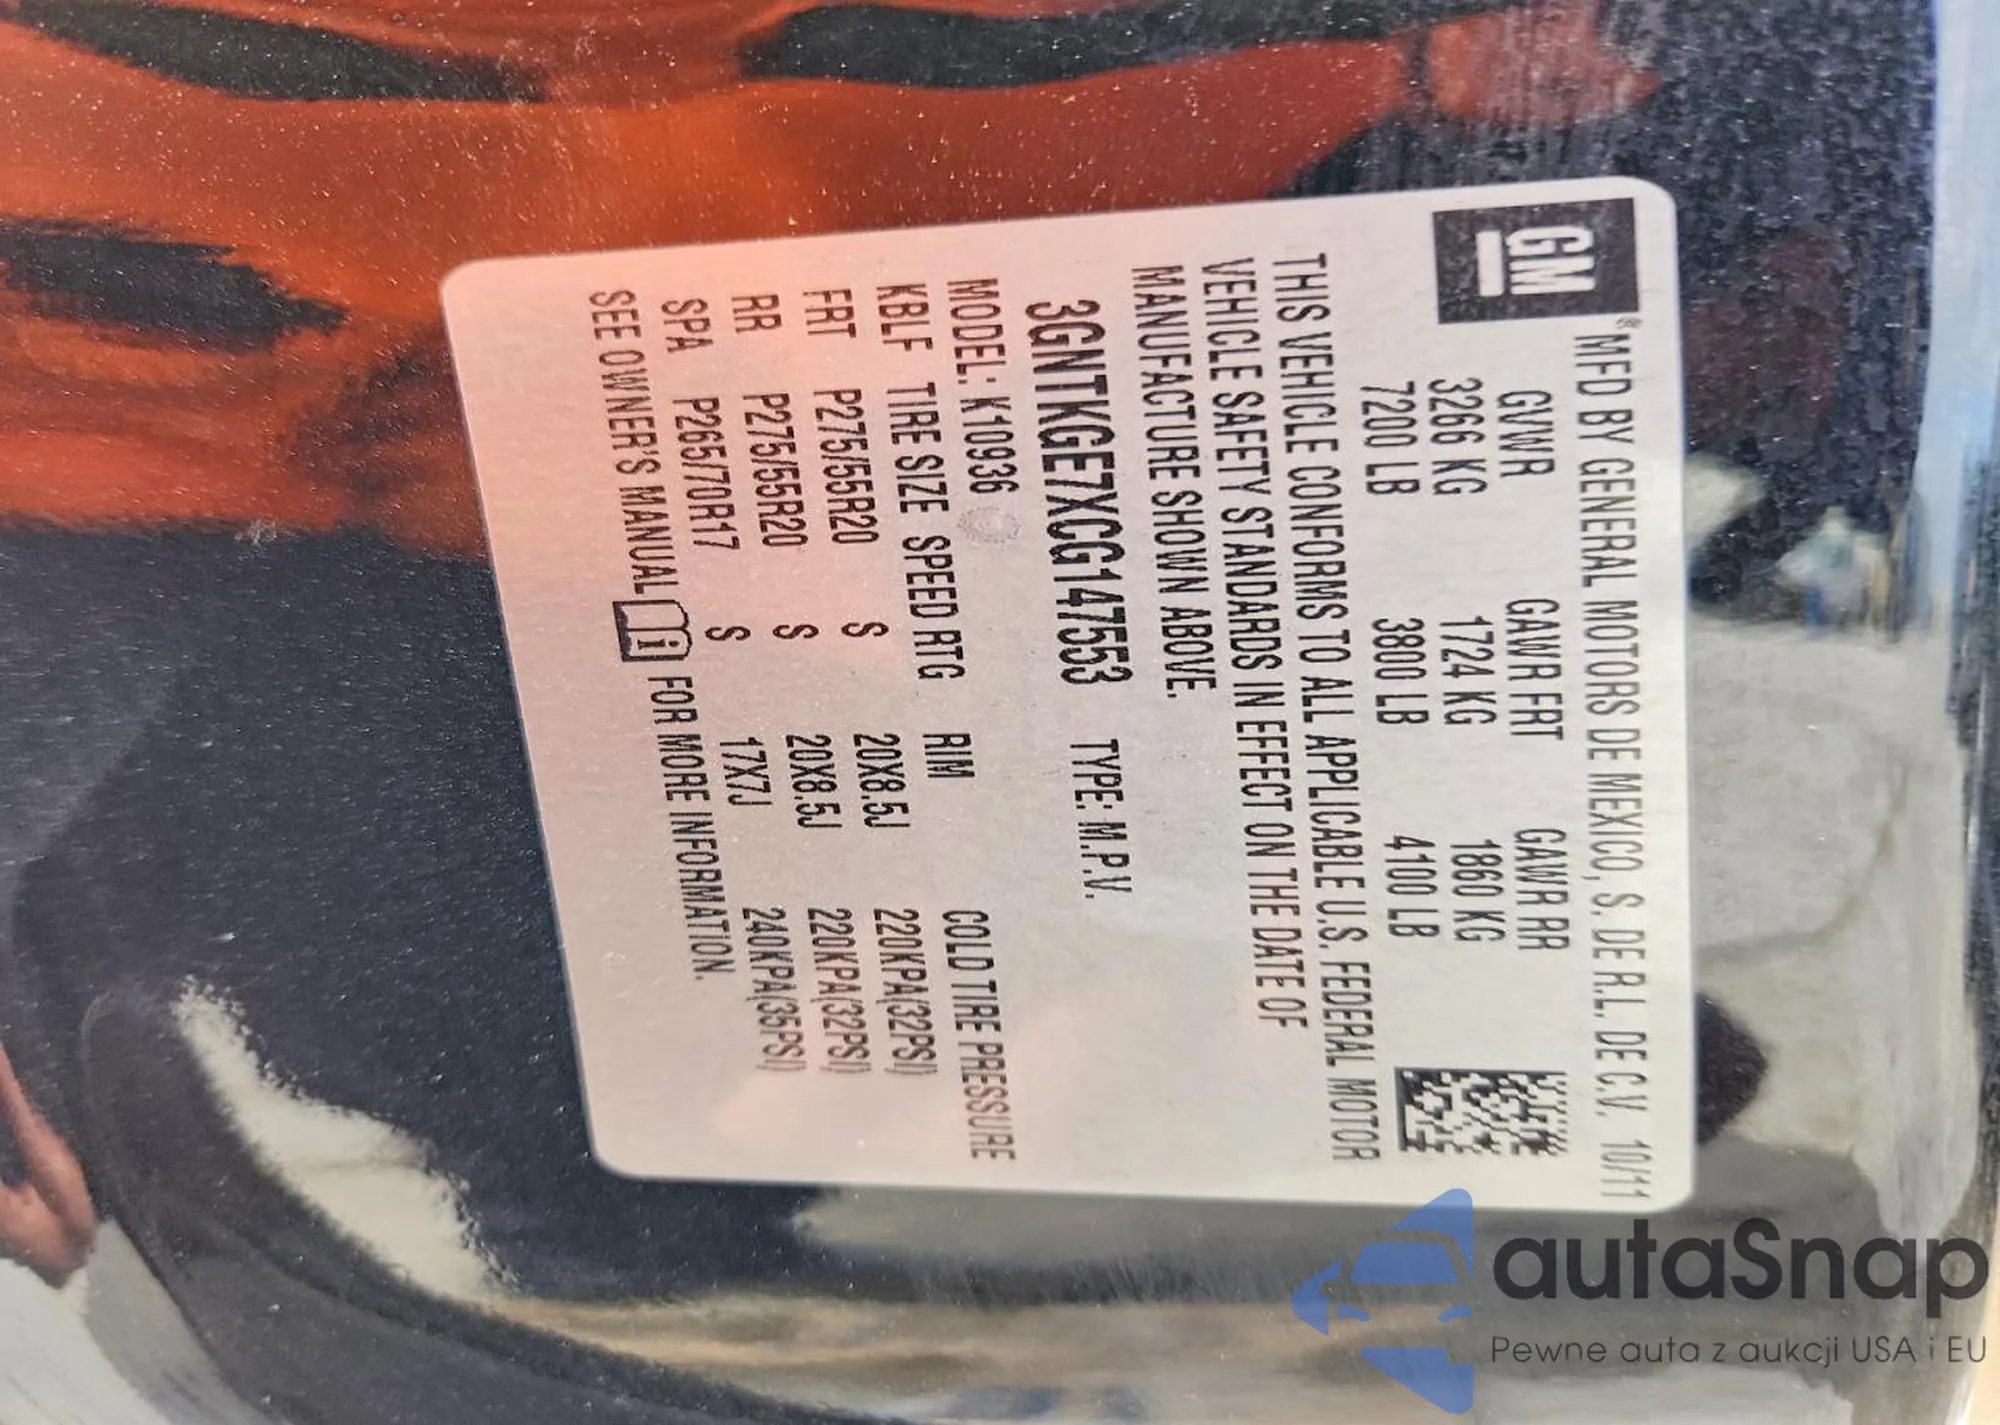 GM®
MFD BY GENERAL MOTORS DE MEXICO, S. DE R.L. DE C.V. 10/11
GVWR GAWR FRT GAWR RR
3266 KG 1724 KG 1860 KG
7200 LB 3800 LB 4100 LB
THIS VEHICLE CONFORMS TO ALL APPLICABLE U.S. FEDERAL MOTOR
VEHICLE SAFETY STANDARDS IN EFFECT ON THE DATE OF
MANUFACTURE SHOWN ABOVE.
3GNTKGE7XCG147553 TYPE: M.P.V.
MODEL: K10936
KBLF TIRE SIZE SPEED RTG RIM COLD TIRE PRESSURE
FRT P275/55R20 S 20X8.5J 220KPA(32PSI)
RR P275/55R20 S 20X8.5J 220KPA(32PSI)
SPA P265/70R17 S 17X7J 240KPA(35PSI)
SEE OWNER'S MANUAL i FOR MORE INFORMATION.
autaSnap
Pewne auta z aukcji USA i EU